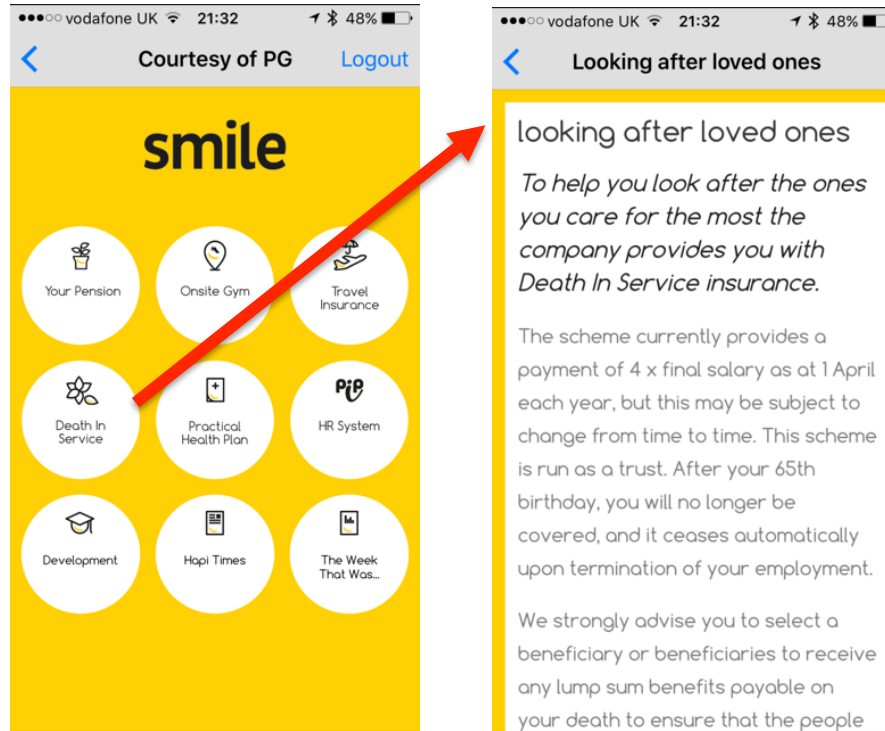 vodafone UK 21:32 48%
Courtesy of PG Logout
smile
Your Pension
Onsite Gym
Travel
Insurance
Death In
Service
Practical
Health Plan
PiP
HR System
Development
Hapi Times
The Week
That Was...
vodafone UK 21:32 48%
Looking after loved ones
looking after loved ones
To help you look after the ones
you care for the most the
company provides you with
Death In Service insurance.
The scheme currently provides a
payment of 4 x final salary as at 1 April
each year, but this may be subject to
change from time to time. This scheme
is run as a trust. After your 65th
birthday, you will no longer be
covered, and it ceases automatically
upon termination of your employment.
We strongly advise you to select a
beneficiary or beneficiaries to receive
any lump sum benefits payable on
your death to ensure that the people